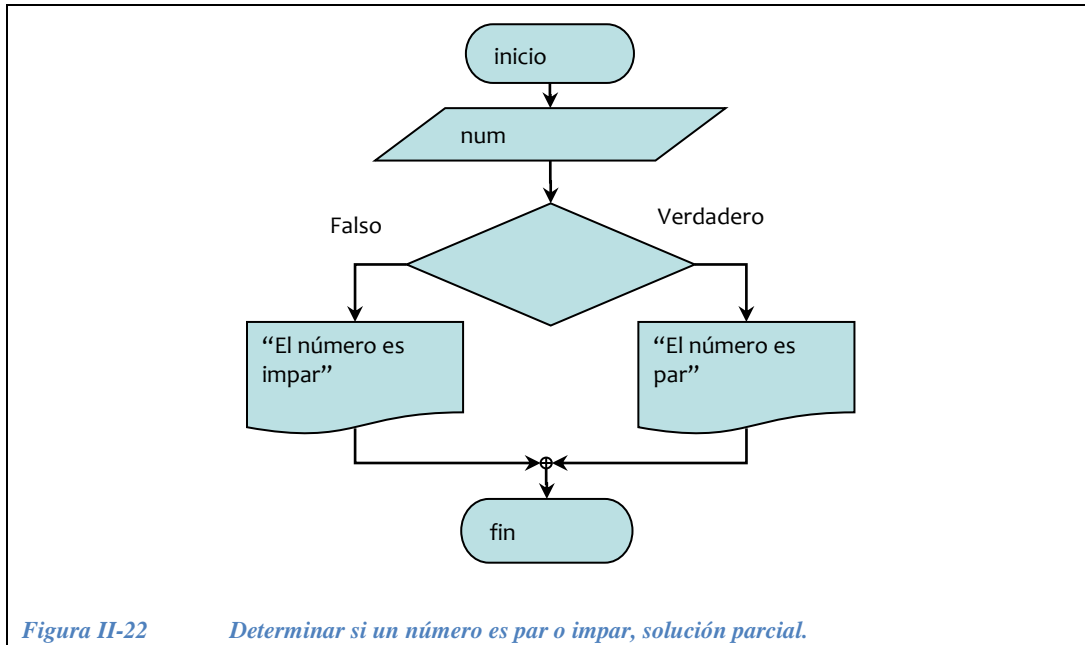 inicio
num
Falso
Verdadero
“El número es
impar”
“El número es
par”
fin
Figura II-22 Determinar si un número es par o impar, solución parcial.